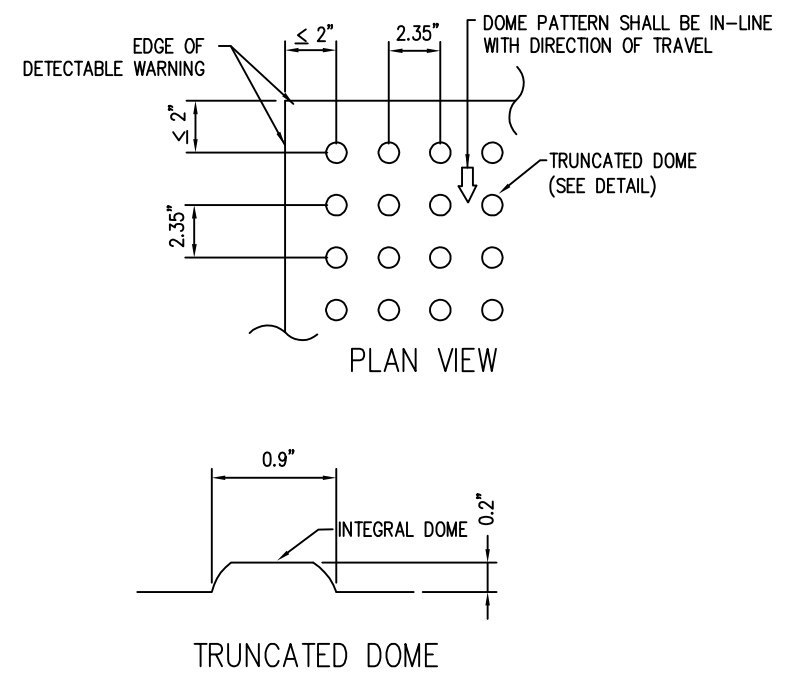 EDGE OF
DETECTABLE WARNING
≤ 2"
2.35"
DOME PATTERN SHALL BE IN-LINE
WITH DIRECTION OF TRAVEL
≤ 2"
TRUNCATED DOME
(SEE DETAIL)
2.35"
PLAN VIEW
0.9"
0.2"
INTEGRAL DOME
TRUNCATED DOME